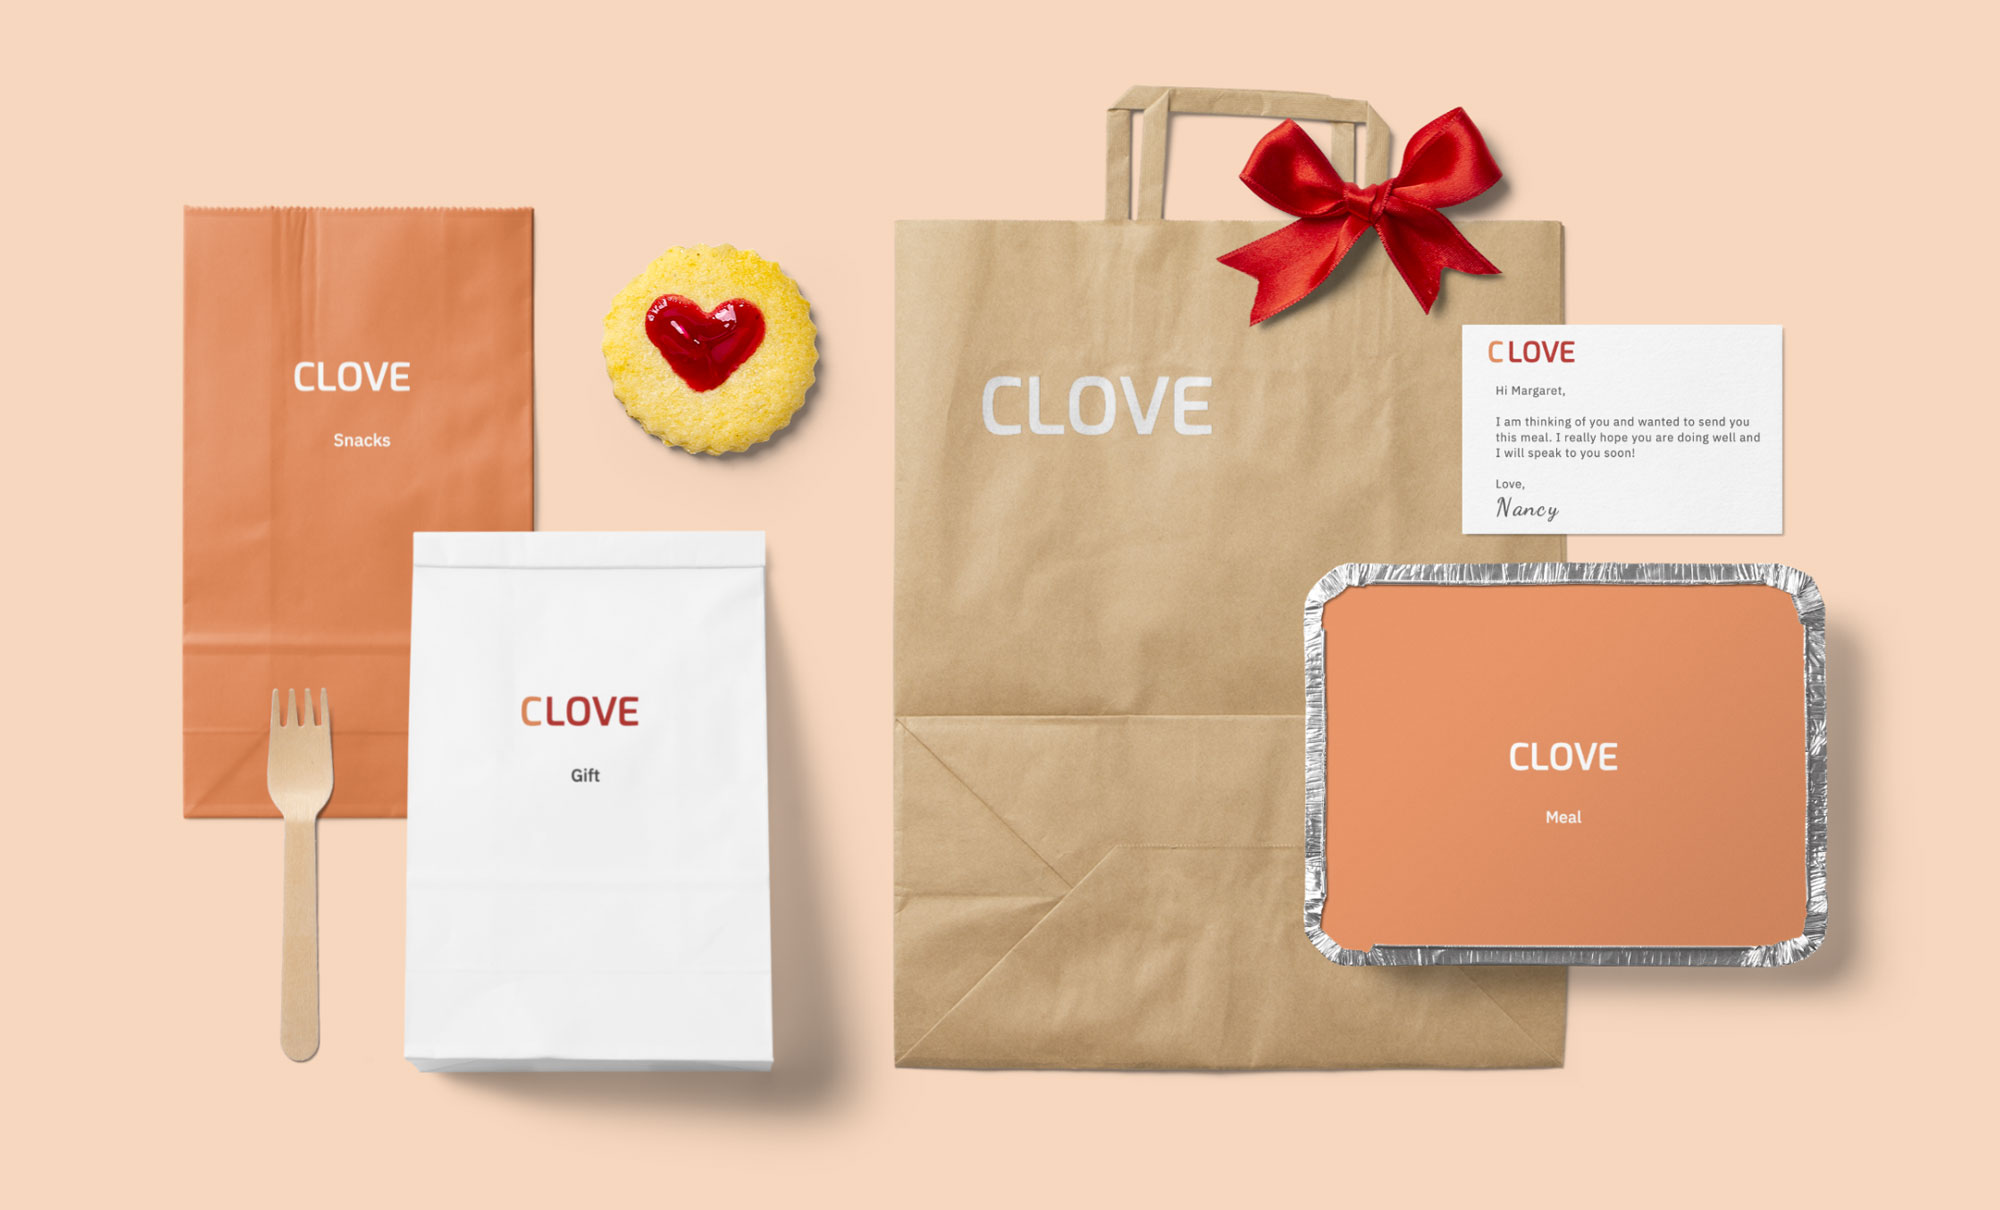 CLOVE
Snacks
CLOVE
Gift
CLOVE
C LOVE
Hi Margaret,
I am thinking of you and wanted to send you
this meal. I really hope you are doing well and
I will speak to you soon!
Love,
Nancy
CLOVE
Meal